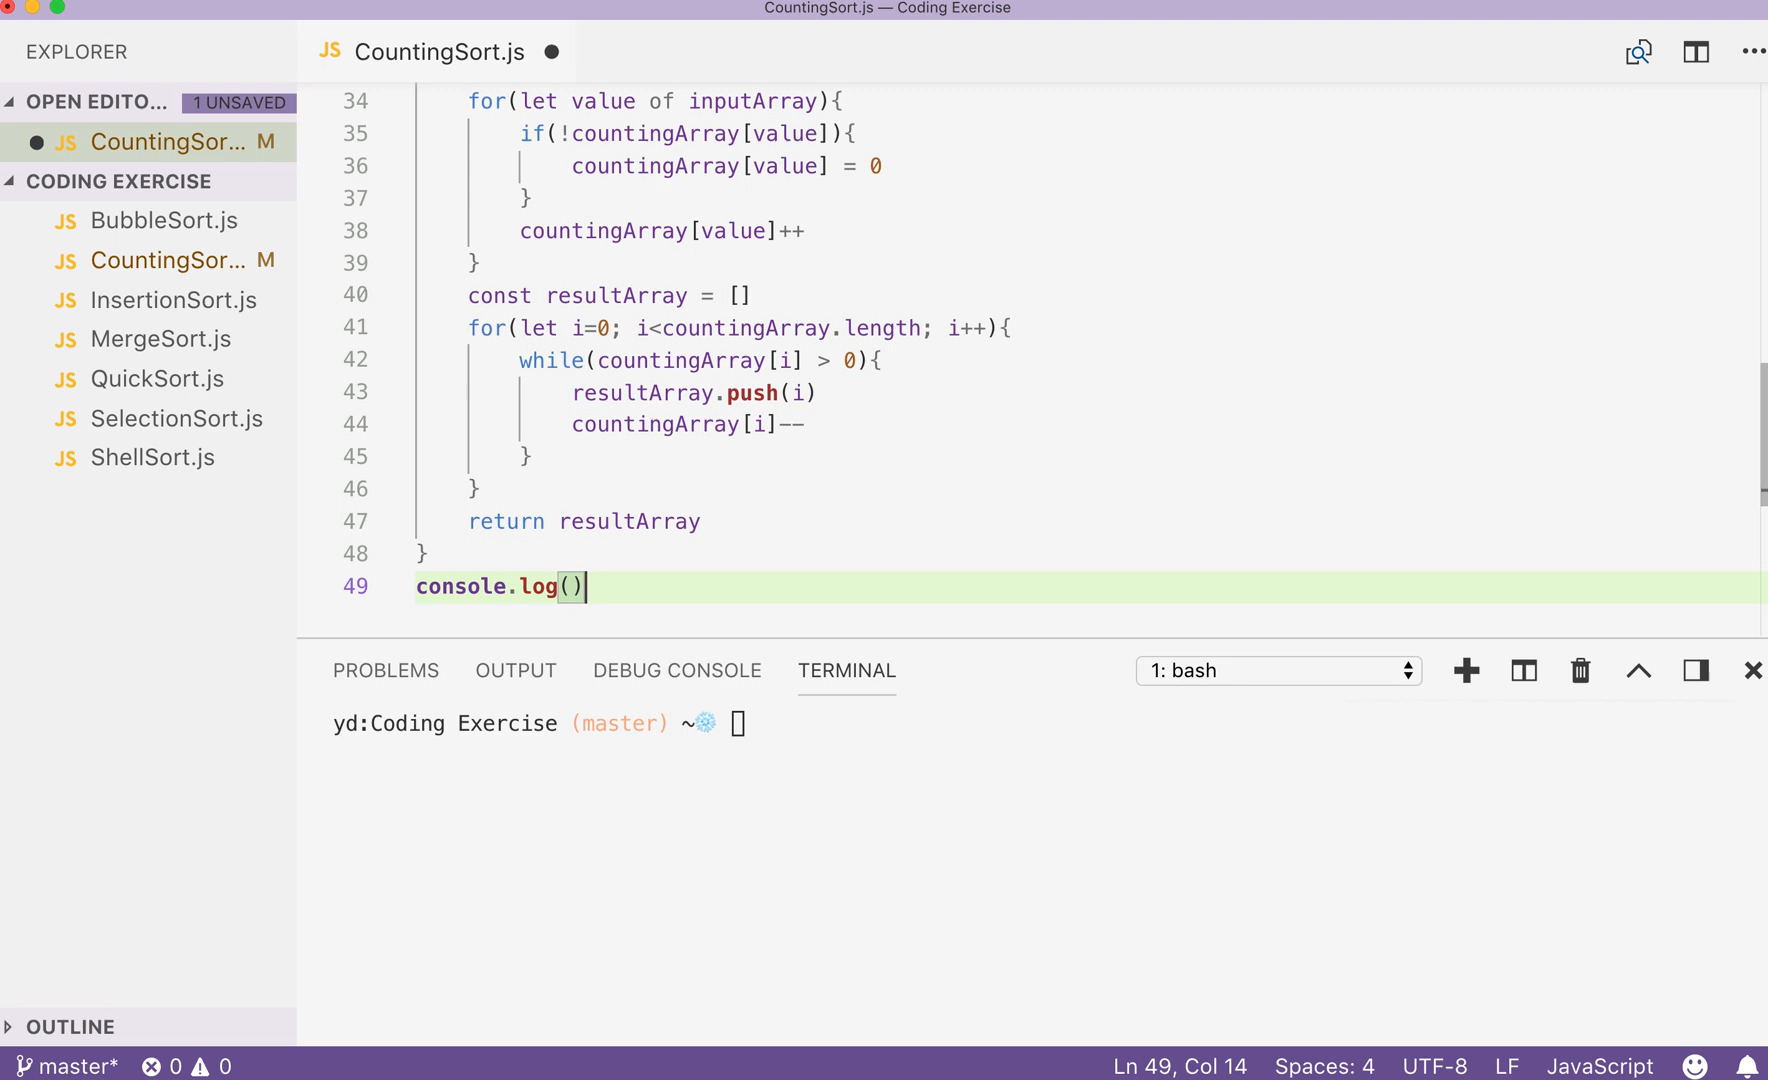 CountingSort.js — Coding Exercise
EXPLORER
JS CountingSort.js
OPEN EDITO... 1 UNSAVED
JS CountingSor... M
CODING EXERCISE
JS BubbleSort.js
JS CountingSor... M
JS InsertionSort.js
JS MergeSort.js
JS QuickSort.js
JS SelectionSort.js
JS ShellSort.js
OUTLINE
34 for(let value of inputArray){
35 if(!countingArray[value]){
36 countingArray[value] = 0
37 }
38 countingArray[value]++
39 }
40 const resultArray = []
41 for(let i=0; i<countingArray.length; i++){
42 while(countingArray[i] > 0){
43 resultArray.push(i)
44 countingArray[i]--
45 }
46 }
47 return resultArray
48 }
49 console.log()
PROBLEMS OUTPUT DEBUG CONSOLE TERMINAL 1: bash
yd:Coding Exercise (master) ~❄
master* 0 0 Ln 49, Col 14 Spaces: 4 UTF-8 LF JavaScript